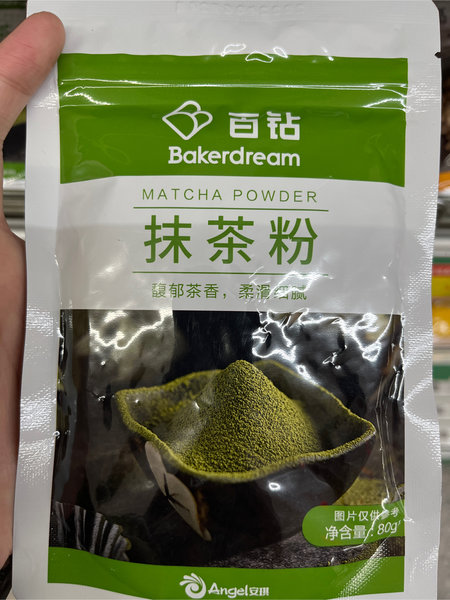 百钻
Bakerdream
MATCHA POWDER
抹茶粉
馥郁茶香，柔滑细腻
图片仅供参考
净含量：80g
Angel安琪